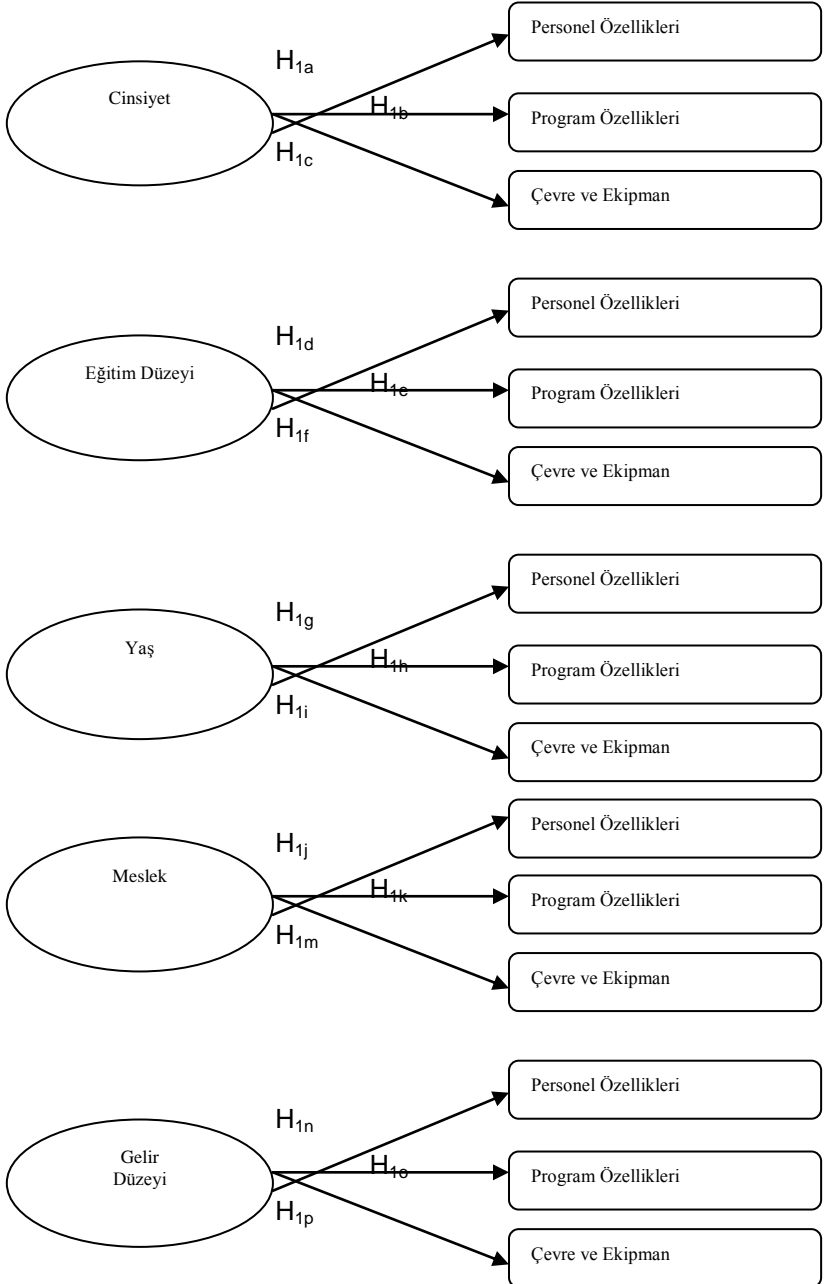 Personel Özellikleri
H1a
Cinsiyet
H1b
Program Özellikleri
H1c
Çevre ve Ekipman
Personel Özellikleri
H1d
Eğitim Düzeyi
H1e
Program Özellikleri
H1f
Çevre ve Ekipman
Personel Özellikleri
H1g
Yaş
H1h
Program Özellikleri
H1i
Çevre ve Ekipman
Personel Özellikleri
H1j
Meslek
H1k
Program Özellikleri
H1m
Çevre ve Ekipman
Personel Özellikleri
H1n
Gelir
Düzeyi
H1o
Program Özellikleri
H1p
Çevre ve Ekipman